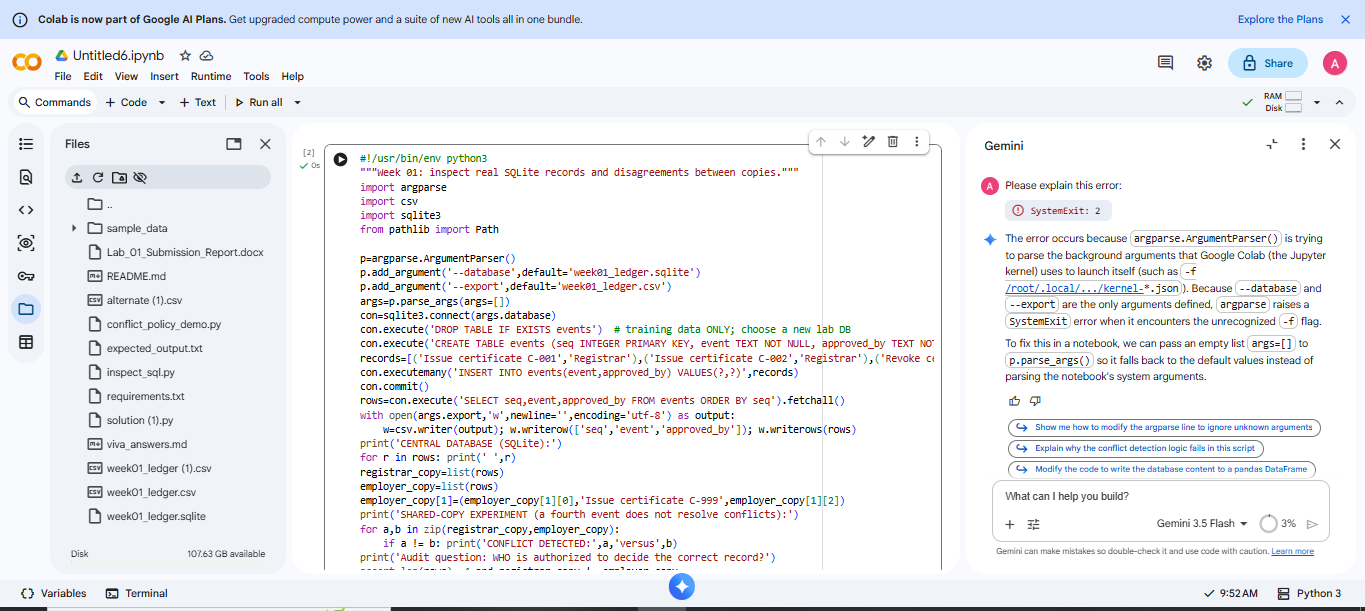 Colab is now part of Google AI Plans. Get upgraded compute power and a suite of new AI tools all in one bundle.
Explore the Plans
Untitled6.ipynb
File Edit View Insert Runtime Tools Help
Share
A
Commands + Code + Text Run all
RAM
Disk
Files
..
sample_data
Lab_01_Submission_Report.docx
README.md
alternate (1).csv
conflict_policy_demo.py
expected_output.txt
inspect_sql.py
requirements.txt
solution (1).py
viva_answers.md
week01_ledger (1).csv
week01_ledger.csv
week01_ledger.sqlite
Disk 107.63 GB available
[2]
0s
#!/usr/bin/env python3
"""Week 01: inspect real SQLite records and disagreements between copies."""
import argparse
import csv
import sqlite3
from pathlib import Path
p=argparse.ArgumentParser()
p.add_argument('--database',default='week01_ledger.sqlite')
p.add_argument('--export',default='week01_ledger.csv')
args=p.parse_args(args=[])
con=sqlite3.connect(args.database)
con.execute('DROP TABLE IF EXISTS events') # training data ONLY; choose a new lab DB
con.execute('CREATE TABLE events (seq INTEGER PRIMARY KEY, event TEXT NOT NULL, approved_by TEXT NOT
records=[('Issue certificate C-001','Registrar'),('Issue certificate C-002','Registrar'),('Revoke ce
con.executemany('INSERT INTO events(event,approved_by) VALUES(?,?)',records)
con.commit()
rows=con.execute('SELECT seq,event,approved_by FROM events ORDER BY seq').fetchall()
with open(args.export,'w',newline='',encoding='utf-8') as output:
w=csv.writer(output); w.writerow(['seq','event','approved_by']); w.writerows(rows)
print('CENTRAL DATABASE (SQLite):')
for r in rows: print(' ',r)
registrar_copy=list(rows)
employer_copy=list(rows)
employer_copy[1]=(employer_copy[1][0],'Issue certificate C-999',employer_copy[1][2])
print('SHARED-COPY EXPERIMENT (a fourth event does not resolve conflicts):')
for a,b in zip(registrar_copy,employer_copy):
if a != b: print('CONFLICT DETECTED:',a,'versus',b)
print('Audit question: WHO is authorized to decide the correct record?')
Gemini
A
Please explain this error:
SystemExit: 2
The error occurs because argparse.ArgumentParser() is trying
to parse the background arguments that Google Colab (the Jupyter
kernel) uses to launch itself (such as -f
/root/.local/.../kernel-*.json). Because --database and
--export are the only arguments defined, argparse raises a
SystemExit error when it encounters the unrecognized -f flag.
To fix this in a notebook, we can pass an empty list args=[] to
p.parse_args() so it falls back to the default values instead of
parsing the notebook's system arguments.
Show me how to modify the argparse line to ignore unknown arguments
Explain why the conflict detection logic fails in this script
Modify the code to write the database content to a pandas DataFrame
What can I help you build?
Gemini 3.5 Flash 3%
Gemini can make mistakes so double-check it and use code with caution. Learn more
Variables Terminal
9:52 AM Python 3